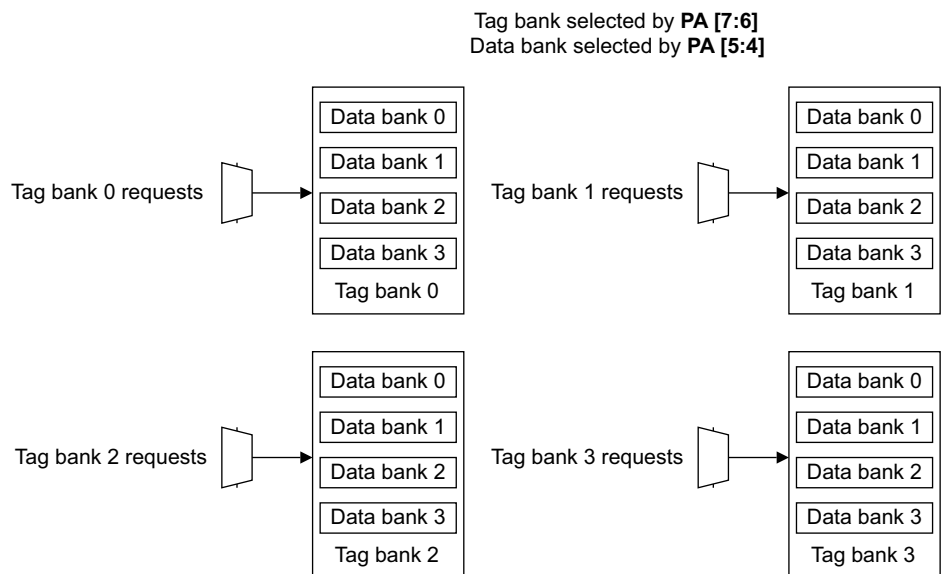 Tag bank selected by PA [7:6]
Data bank selected by PA [5:4]
Tag bank 0 requests
Data bank 0
Data bank 1
Data bank 2
Data bank 3
Tag bank 0
Tag bank 1 requests
Data bank 0
Data bank 1
Data bank 2
Data bank 3
Tag bank 1
Tag bank 2 requests
Data bank 0
Data bank 1
Data bank 2
Data bank 3
Tag bank 2
Tag bank 3 requests
Data bank 0
Data bank 1
Data bank 2
Data bank 3
Tag bank 3